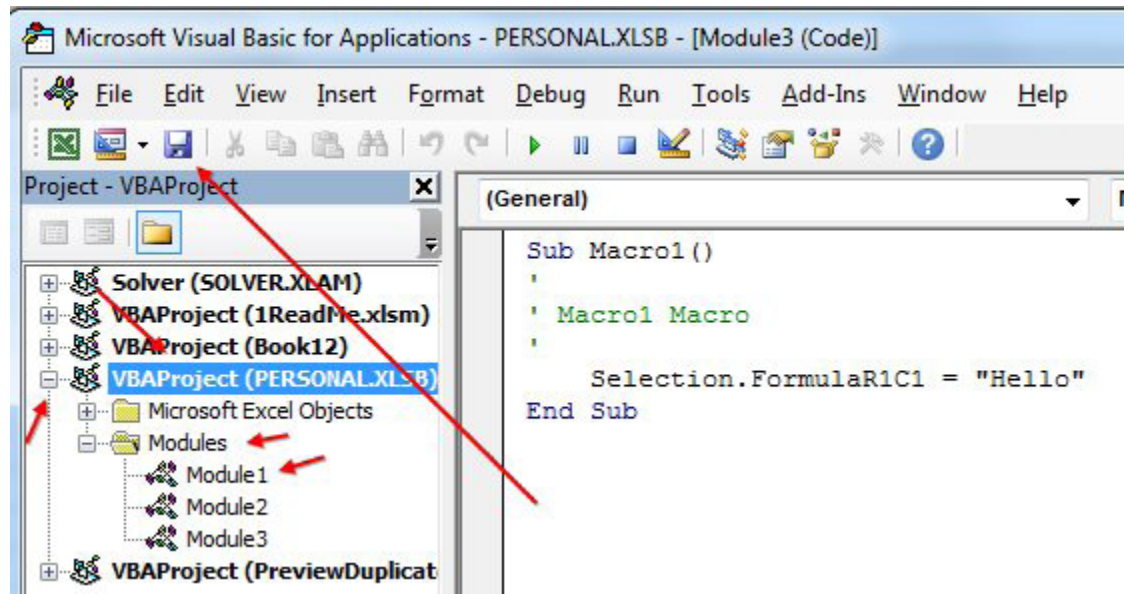 Microsoft Visual Basic for Applications - PERSONAL.XLSB - [Module3 (Code)]
File Edit View Insert Format Debug Run Tools Add-Ins Window Help
Project - VBAProject
(General)
Solver (SOLVER.XLAM)
VBAProject (1ReadMe.xlsm)
VBAProject (Book12)
VBAProject (PERSONAL.XLSB)
Microsoft Excel Objects
Modules
Module1
Module2
Module3
VBAProject (PreviewDuplicat
Sub Macro1()
'
' Macro1 Macro
'
Selection.FormulaR1C1 = "Hello"
End Sub